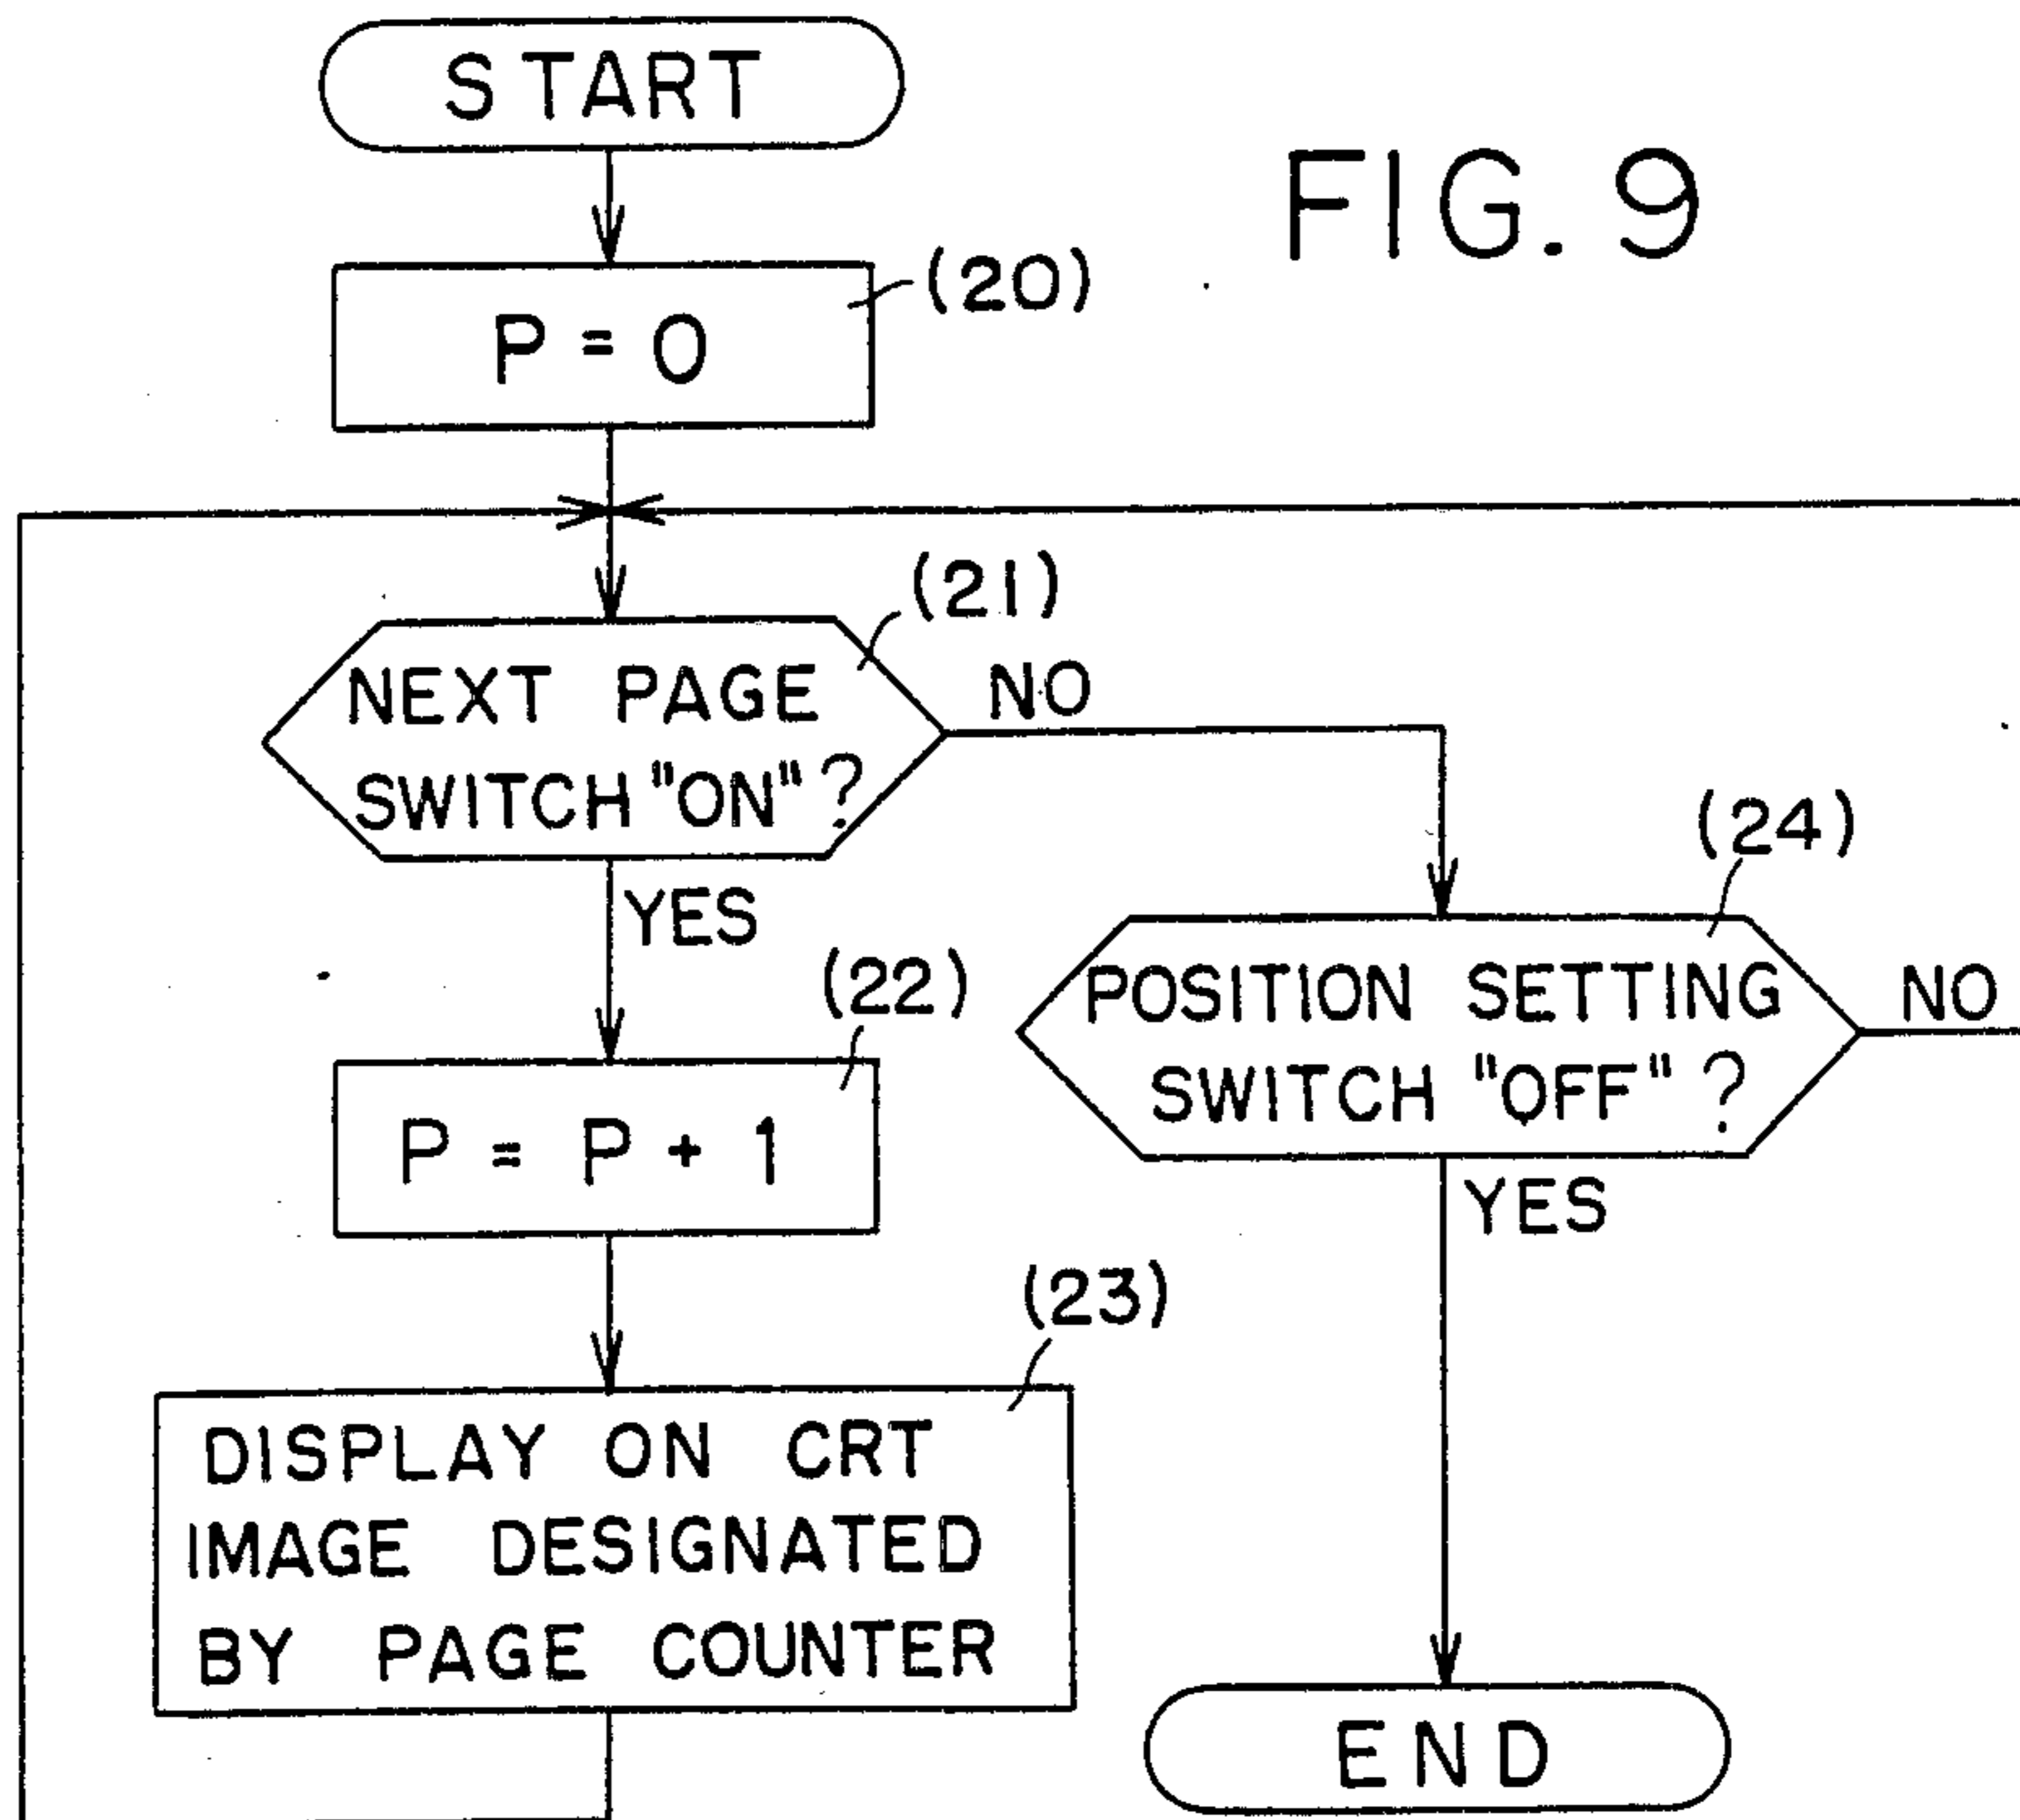 START
FIG. 9
(20)
P = 0
(21)
NEXT PAGE
SWITCH "ON" ?
NO
YES
(24)
POSITION SETTING
SWITCH "OFF" ?
NO
YES
(22)
P = P + 1
(23)
DISPLAY ON CRT
IMAGE DESIGNATED
BY PAGE COUNTER
END